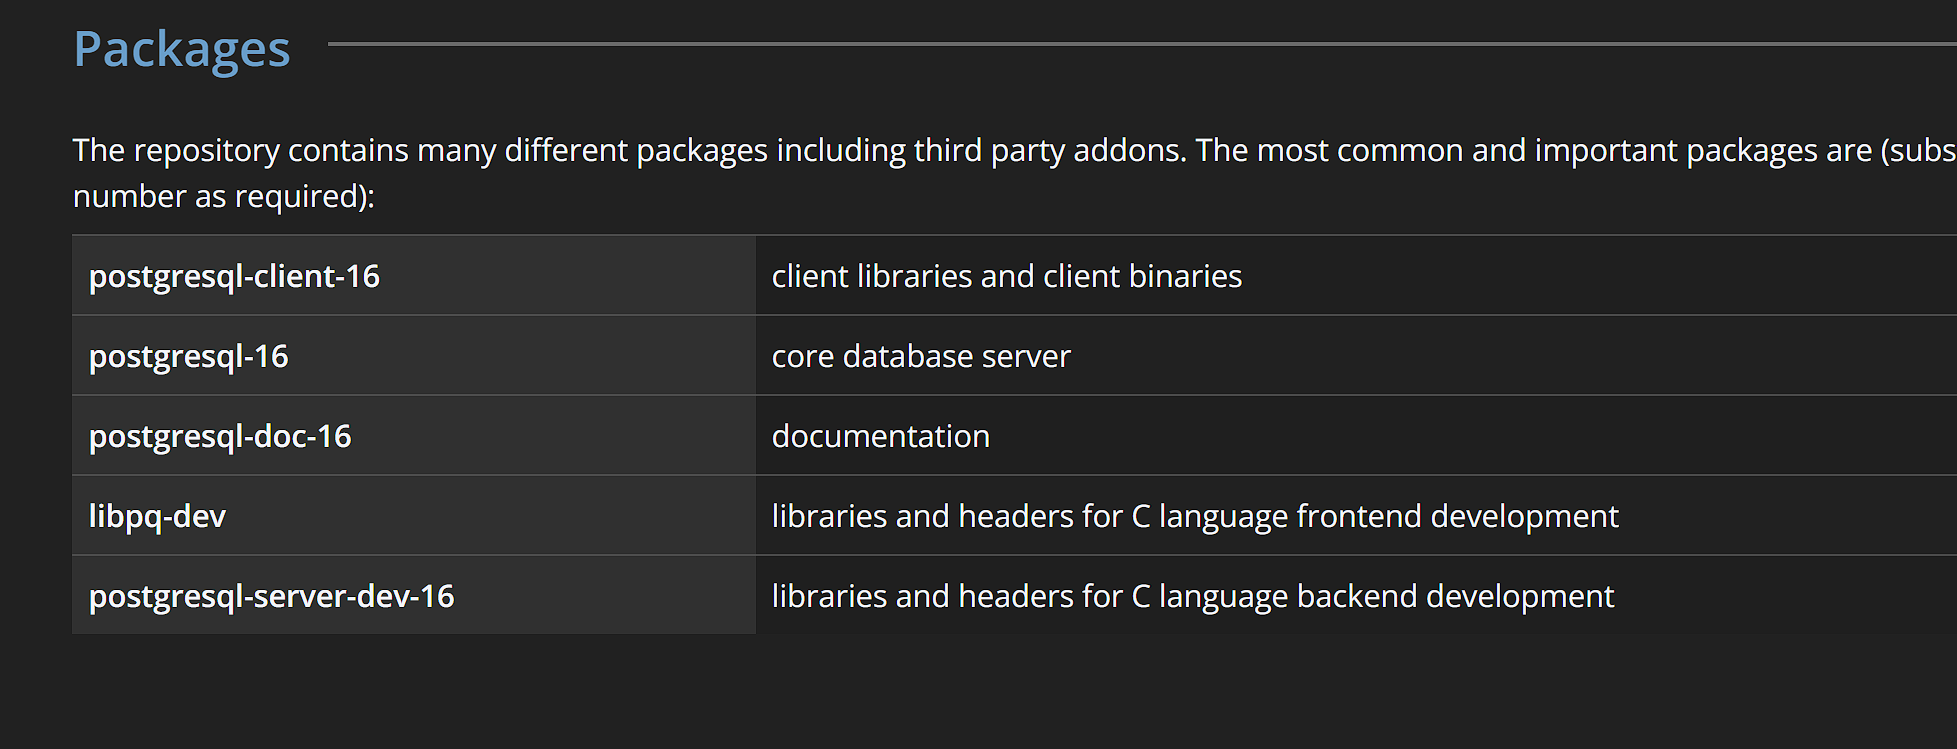 Packages
The repository contains many different packages including third party addons. The most common and important packages are (subs
number as required):
postgresql-client-16 client libraries and client binaries
postgresql-16 core database server
postgresql-doc-16 documentation
libpq-dev libraries and headers for C language frontend development
postgresql-server-dev-16 libraries and headers for C language backend development